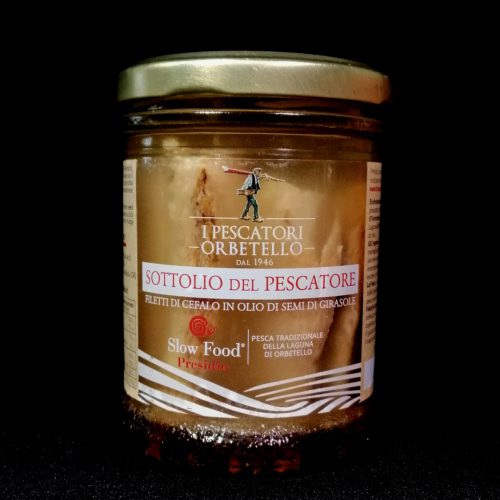 I PESCATORI
ORBETELLO
DAL 1946
SOTTOLIO DEL PESCATORE
FILETTI DI CEFALO IN OLIO DI SEMI DI GIRASOLE
Slow Food®
Presidio
PESCA TRADIZIONALE
DELLA LAGUNA
DI ORBETELLO